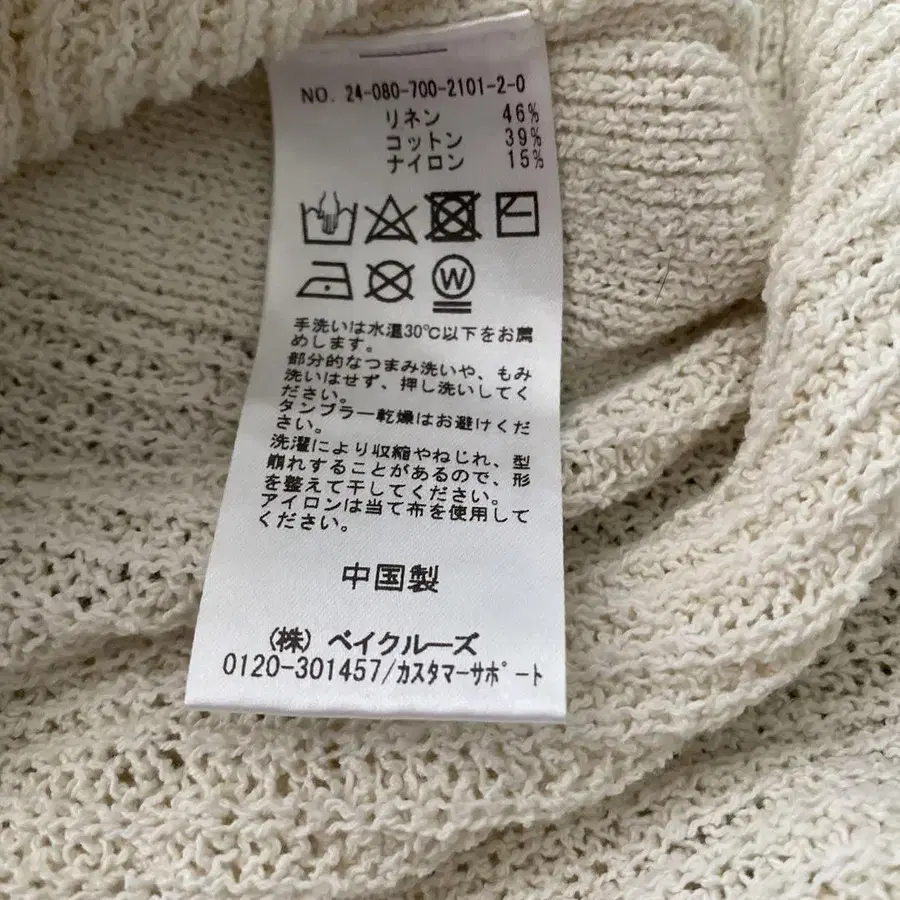 NO. 24-080-700-2101-2-0
リネン 46%
コットン 39%
ナイロン 15%
W
手洗いは水温30℃以下をお薦
めします。
部分的なつまみ洗いや、もみ
洗いはせず、押し洗いしてく
ださい。
タンブラー乾燥はお避けくだ
さい。
洗濯により収縮やねじれ、型
崩れすることがあるので、形
を整えて干してください。
アイロンは当て布を使用して
ください。
中国製
(株) ベイクルーズ
0120-301457/カスタマーサポート